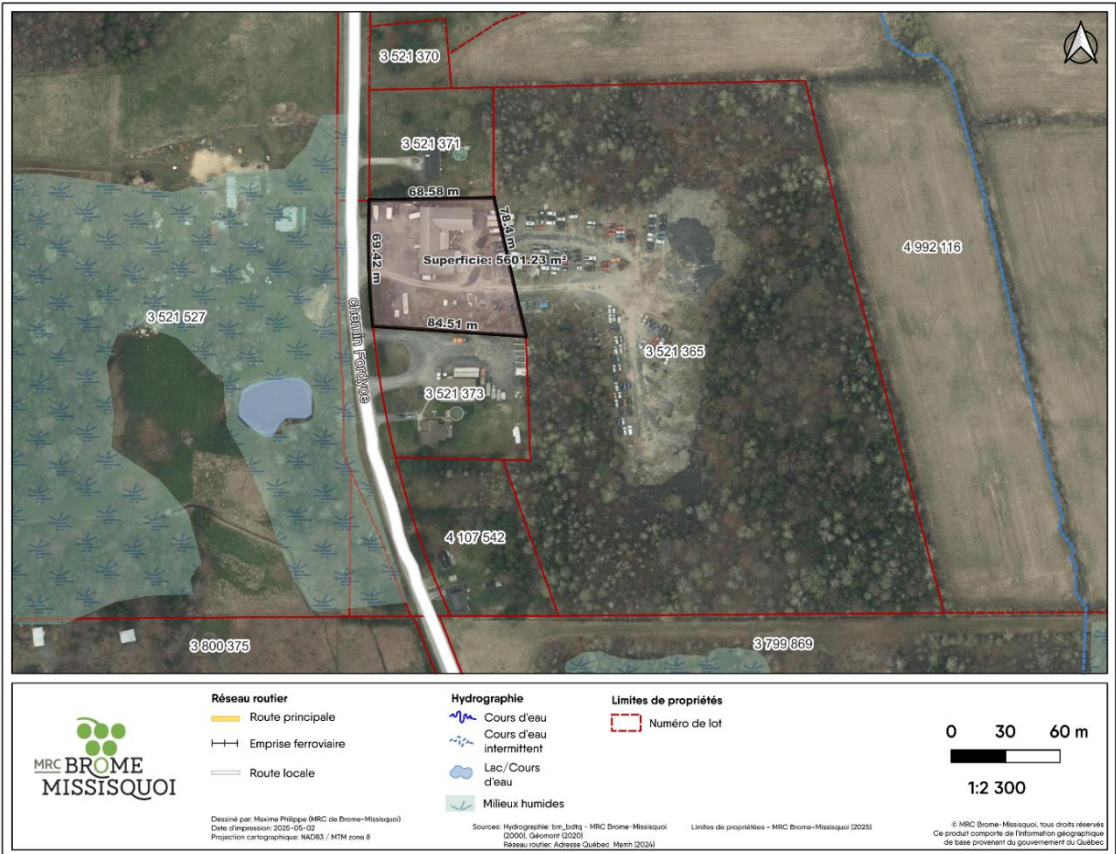 3 521 370
3 521 371
68.58 m
78.4 m
69.42 m
Superficie: 5601.23 m²
4 992 116
84.51 m
chemin Fordyce
3 521 527
3 521 365
3 521 373
4 107 542
3 800 375
3 799 869
MRC BROME
MISSISQUOI
Réseau routier
Route principale
Emprise ferroviaire
Route locale
Hydrographie
Cours d'eau
Cours d'eau
intermittent
Lac/Cours
d'eau
Milieux humides
Limites de propriétés
Numéro de lot
0 30 60 m
1:2 300
Dessiné par: Maxime Philippe (MRC de Brome-Missisquoi)
Date d'impression: 2025-05-02
Projection cartographique: NAD83 / MTM zone 8
Sources: Hydrographie: bm_bdtq - MRC Brome-Missisquoi
(2000), Géomont (2020)
Réseau routier: Adresse Québec Mamh (2024)
Limites de propriétées - MRC Brome-Missisquoi (2025)
© MRC Brome-Missisquoi, tous droits réservés
Ce produit comporte de l'information géographique
de base provenant du gouvernement du Québec